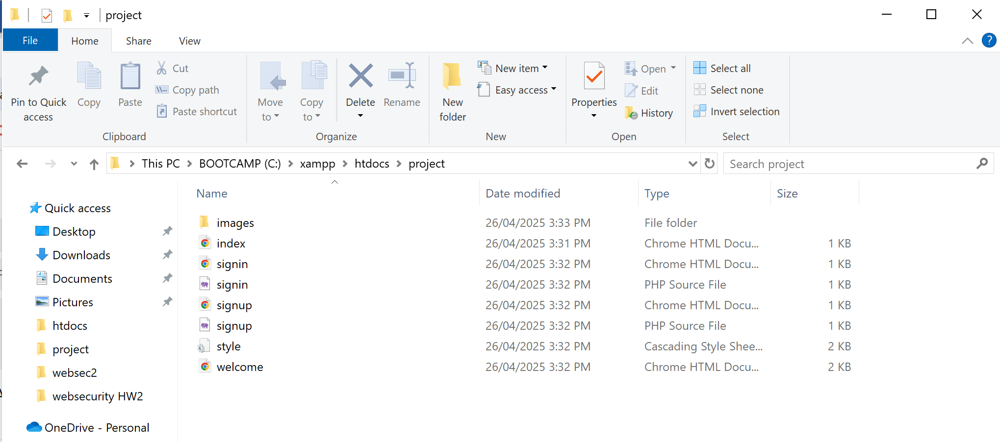 project
File Home Share View ?
Pin to Quick access
Copy
Paste
Cut
Copy path
Paste shortcut
Clipboard
Move to
Copy to
Delete
Rename
Organize
New folder
New item
Easy access
New
Properties
Open
Edit
History
Open
Select all
Select none
Invert selection
Select
This PC > BOOTCAMP (C:) > xampp > htdocs > project
Search project
Quick access
Desktop
Downloads
Documents
Pictures
htdocs
project
websec2
websecurity HW2
OneDrive - Personal
Name Date modified Type Size
images 26/04/2025 3:33 PM File folder
index 26/04/2025 3:31 PM Chrome HTML Docu... 1 KB
signin 26/04/2025 3:32 PM Chrome HTML Docu... 1 KB
signin 26/04/2025 3:32 PM PHP Source File 1 KB
signup 26/04/2025 3:32 PM Chrome HTML Docu... 1 KB
signup 26/04/2025 3:32 PM PHP Source File 1 KB
style 26/04/2025 3:32 PM Cascading Style Shee... 2 KB
welcome 26/04/2025 3:32 PM Chrome HTML Docu... 2 KB